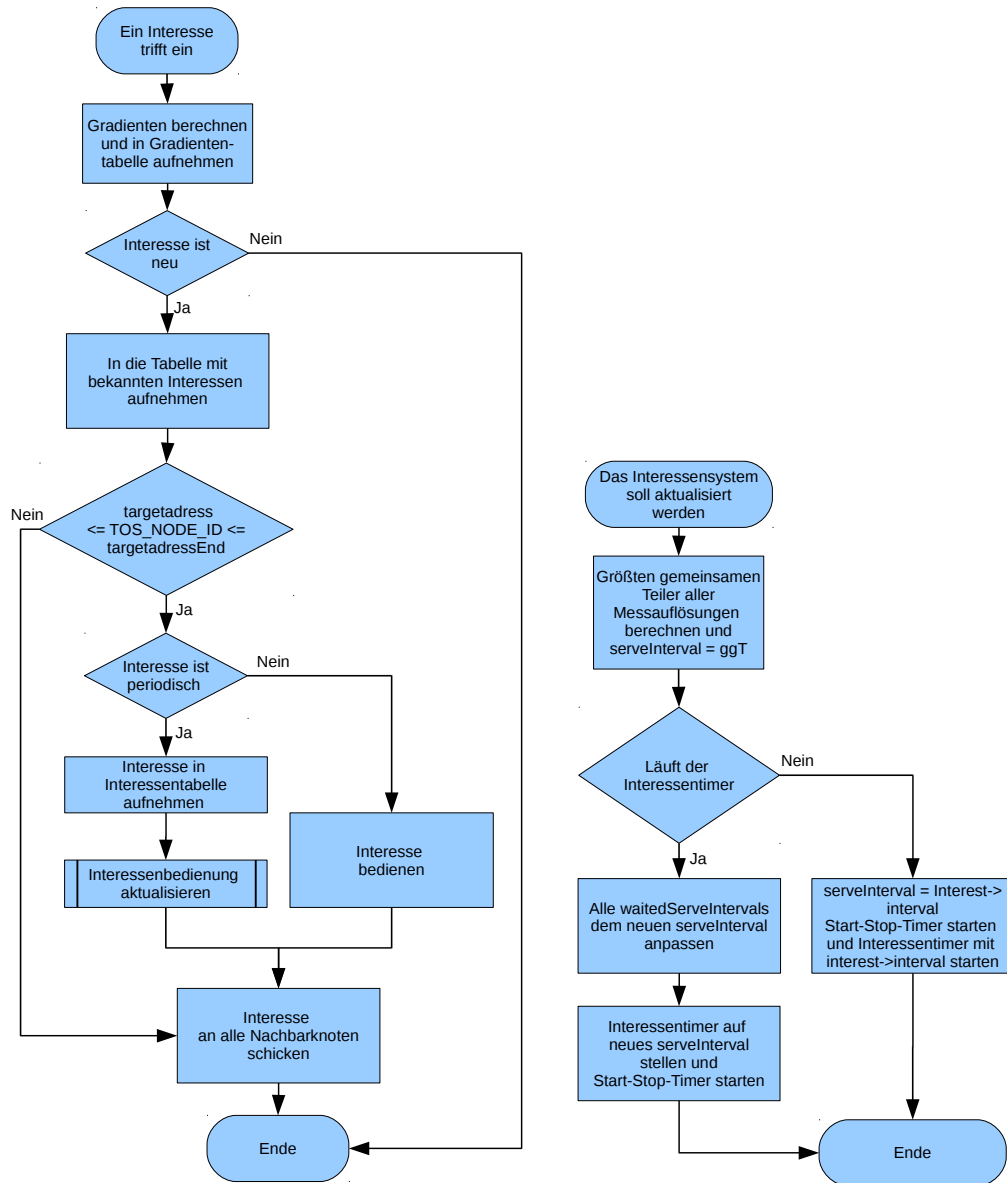 Ein Interesse
trifft ein
Gradienten berechnen
und in Gradienten-
tabelle aufnehmen
Interesse ist
neu
Nein
Ja
In die Tabelle mit
bekannten Interessen
aufnehmen
targetadress
<= TOS_NODE_ID <=
targetadressEnd
Nein
Ja
Interesse ist
periodisch
Nein
Ja
Interesse in
Interessentabelle
aufnehmen
Interessenbedienung
aktualisieren
Interesse
bedienen
Interesse
an alle Nachbarknoten
schicken
Ende
Das Interessensystem
soll aktualisiert
werden
Größten gemeinsamen
Teiler aller
Messauflösungen
berechnen und
serveInterval = ggT
Läuft der
Interessentimer
Nein
Ja
Alle waitedServeIntervals
dem neuen serveInterval
anpassen
serveInterval = Interest->
interval
Start-Stop-Timer starten
und Interessentimer mit
interest->interval starten
Interessentimer auf
neues serveInterval
stellen und
Start-Stop-Timer starten
Ende